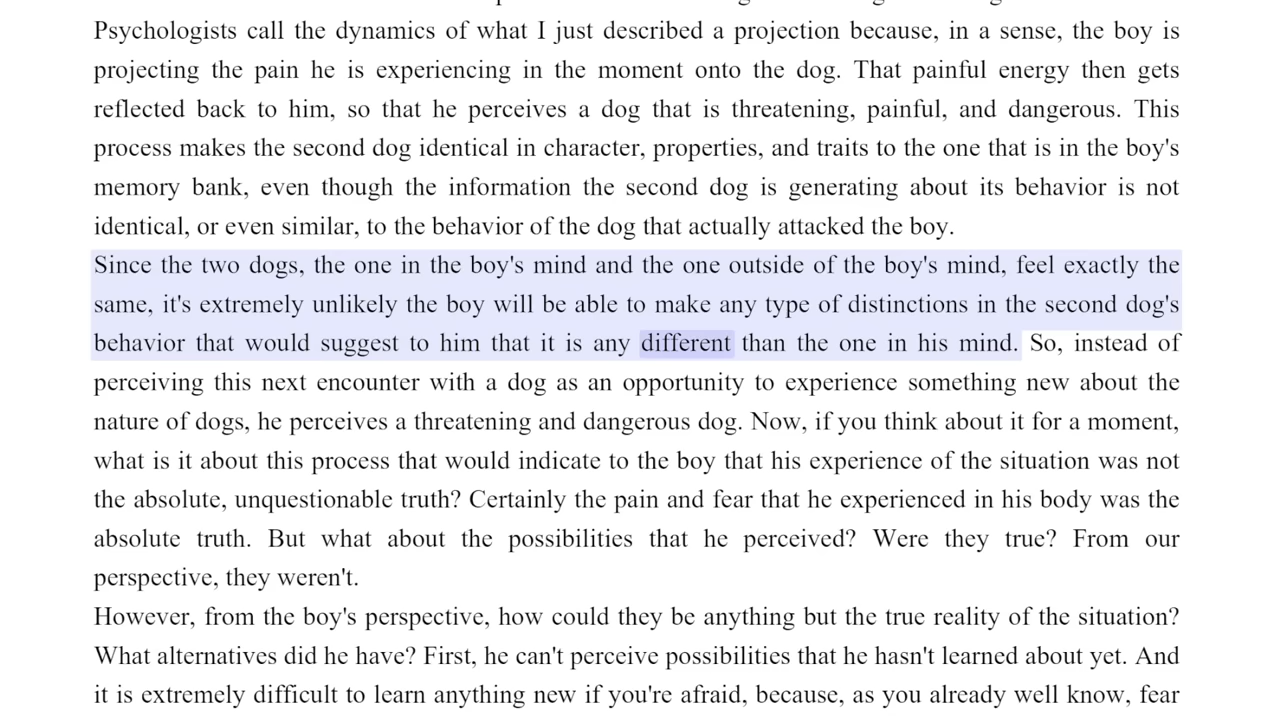 Psychologists call the dynamics of what I just described a projection because, in a sense, the boy is
projecting the pain he is experiencing in the moment onto the dog. That painful energy then gets
reflected back to him, so that he perceives a dog that is threatening, painful, and dangerous. This
process makes the second dog identical in character, properties, and traits to the one that is in the boy's
memory bank, even though the information the second dog is generating about its behavior is not
identical, or even similar, to the behavior of the dog that actually attacked the boy.
Since the two dogs, the one in the boy's mind and the one outside of the boy's mind, feel exactly the
same, it's extremely unlikely the boy will be able to make any type of distinctions in the second dog's
behavior that would suggest to him that it is any different than the one in his mind. So, instead of
perceiving this next encounter with a dog as an opportunity to experience something new about the
nature of dogs, he perceives a threatening and dangerous dog. Now, if you think about it for a moment,
what is it about this process that would indicate to the boy that his experience of the situation was not
the absolute, unquestionable truth? Certainly the pain and fear that he experienced in his body was the
absolute truth. But what about the possibilities that he perceived? Were they true? From our
perspective, they weren't.
However, from the boy's perspective, how could they be anything but the true reality of the situation?
What alternatives did he have? First, he can't perceive possibilities that he hasn't learned about yet. And
it is extremely difficult to learn anything new if you're afraid, because, as you already well know, fear